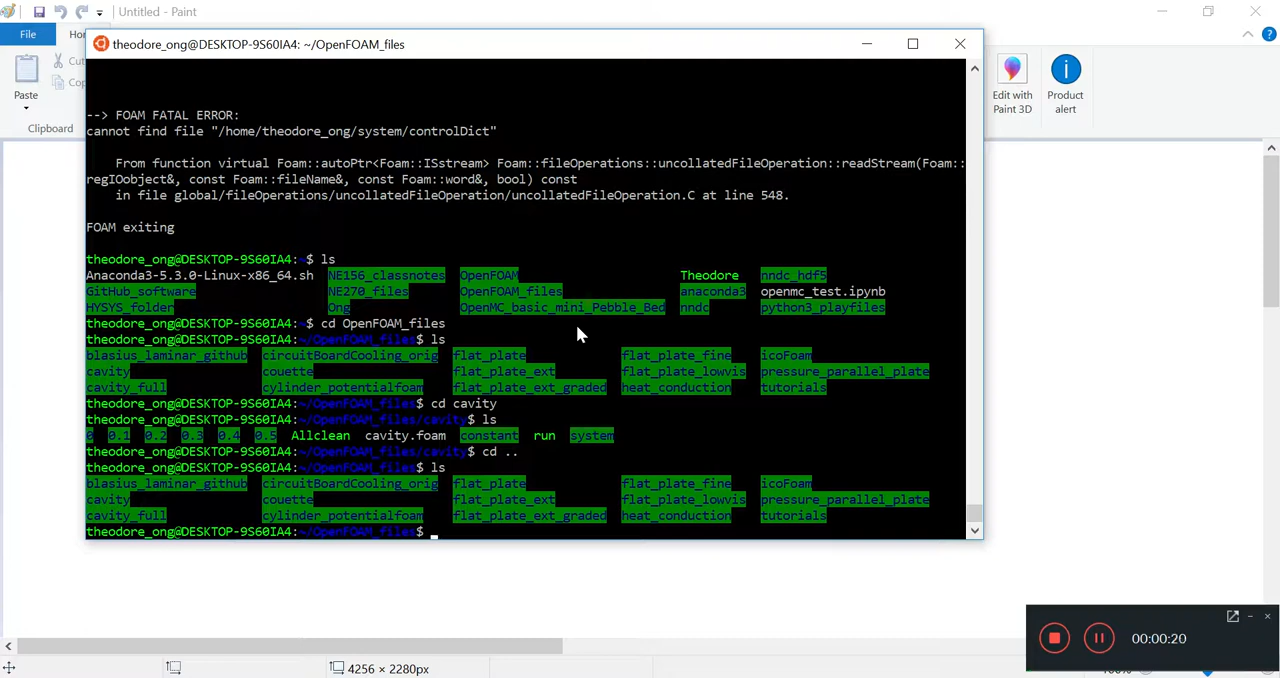 Untitled - Paint
File
Ho
theodore_ong@DESKTOP-9S60IA4: ~/OpenFOAM_files
Paste
Cu
Cop
Clipboard
Edit with
Paint 3D
Product
alert
--> FOAM FATAL ERROR:
cannot find file "/home/theodore_ong/system/controlDict"
From function virtual Foam::autoPtr<Foam::ISstream> Foam::fileOperations::uncollatedFileOperation::readStream(Foam::
regIOobject&, const Foam::fileName&, const Foam::word&, bool) const
in file global/fileOperations/uncollatedFileOperation/uncollatedFileOperation.C at line 548.
FOAM exiting
theodore_ong@DESKTOP-9S60IA4:~$ ls
Anaconda3-5.3.0-Linux-x86_64.sh NE156_classnotes OpenFOAM Theodore nndc_hdf5
GitHub_software NE270_files OpenFOAM_files anaconda3 openmc_test.ipynb
HYSYS_folder Ong OpenMC_basic_mini_Pebble_Bed nndc python3_playfiles
theodore_ong@DESKTOP-9S60IA4:~$ cd OpenFOAM_files
theodore_ong@DESKTOP-9S60IA4:~/OpenFOAM_files$ ls
blasius_laminar_github circuitBoardCooling_orig flat_plate flat_plate_fine icoFoam
cavity couette flat_plate_ext flat_plate_lowvis pressure_parallel_plate
cavity_full cylinder_potentialfoam flat_plate_ext_graded heat_conduction tutorials
theodore_ong@DESKTOP-9S60IA4:~/OpenFOAM_files$ cd cavity
theodore_ong@DESKTOP-9S60IA4:~/OpenFOAM_files/cavity$ ls
0 0.1 0.2 0.3 0.4 0.5 Allclean cavity.foam constant run system
theodore_ong@DESKTOP-9S60IA4:~/OpenFOAM_files/cavity$ cd ..
theodore_ong@DESKTOP-9S60IA4:~/OpenFOAM_files$ ls
blasius_laminar_github circuitBoardCooling_orig flat_plate flat_plate_fine icoFoam
cavity couette flat_plate_ext flat_plate_lowvis pressure_parallel_plate
cavity_full cylinder_potentialfoam flat_plate_ext_graded heat_conduction tutorials
theodore_ong@DESKTOP-9S60IA4:~/OpenFOAM_files$
00:00:20
4256 × 2280px